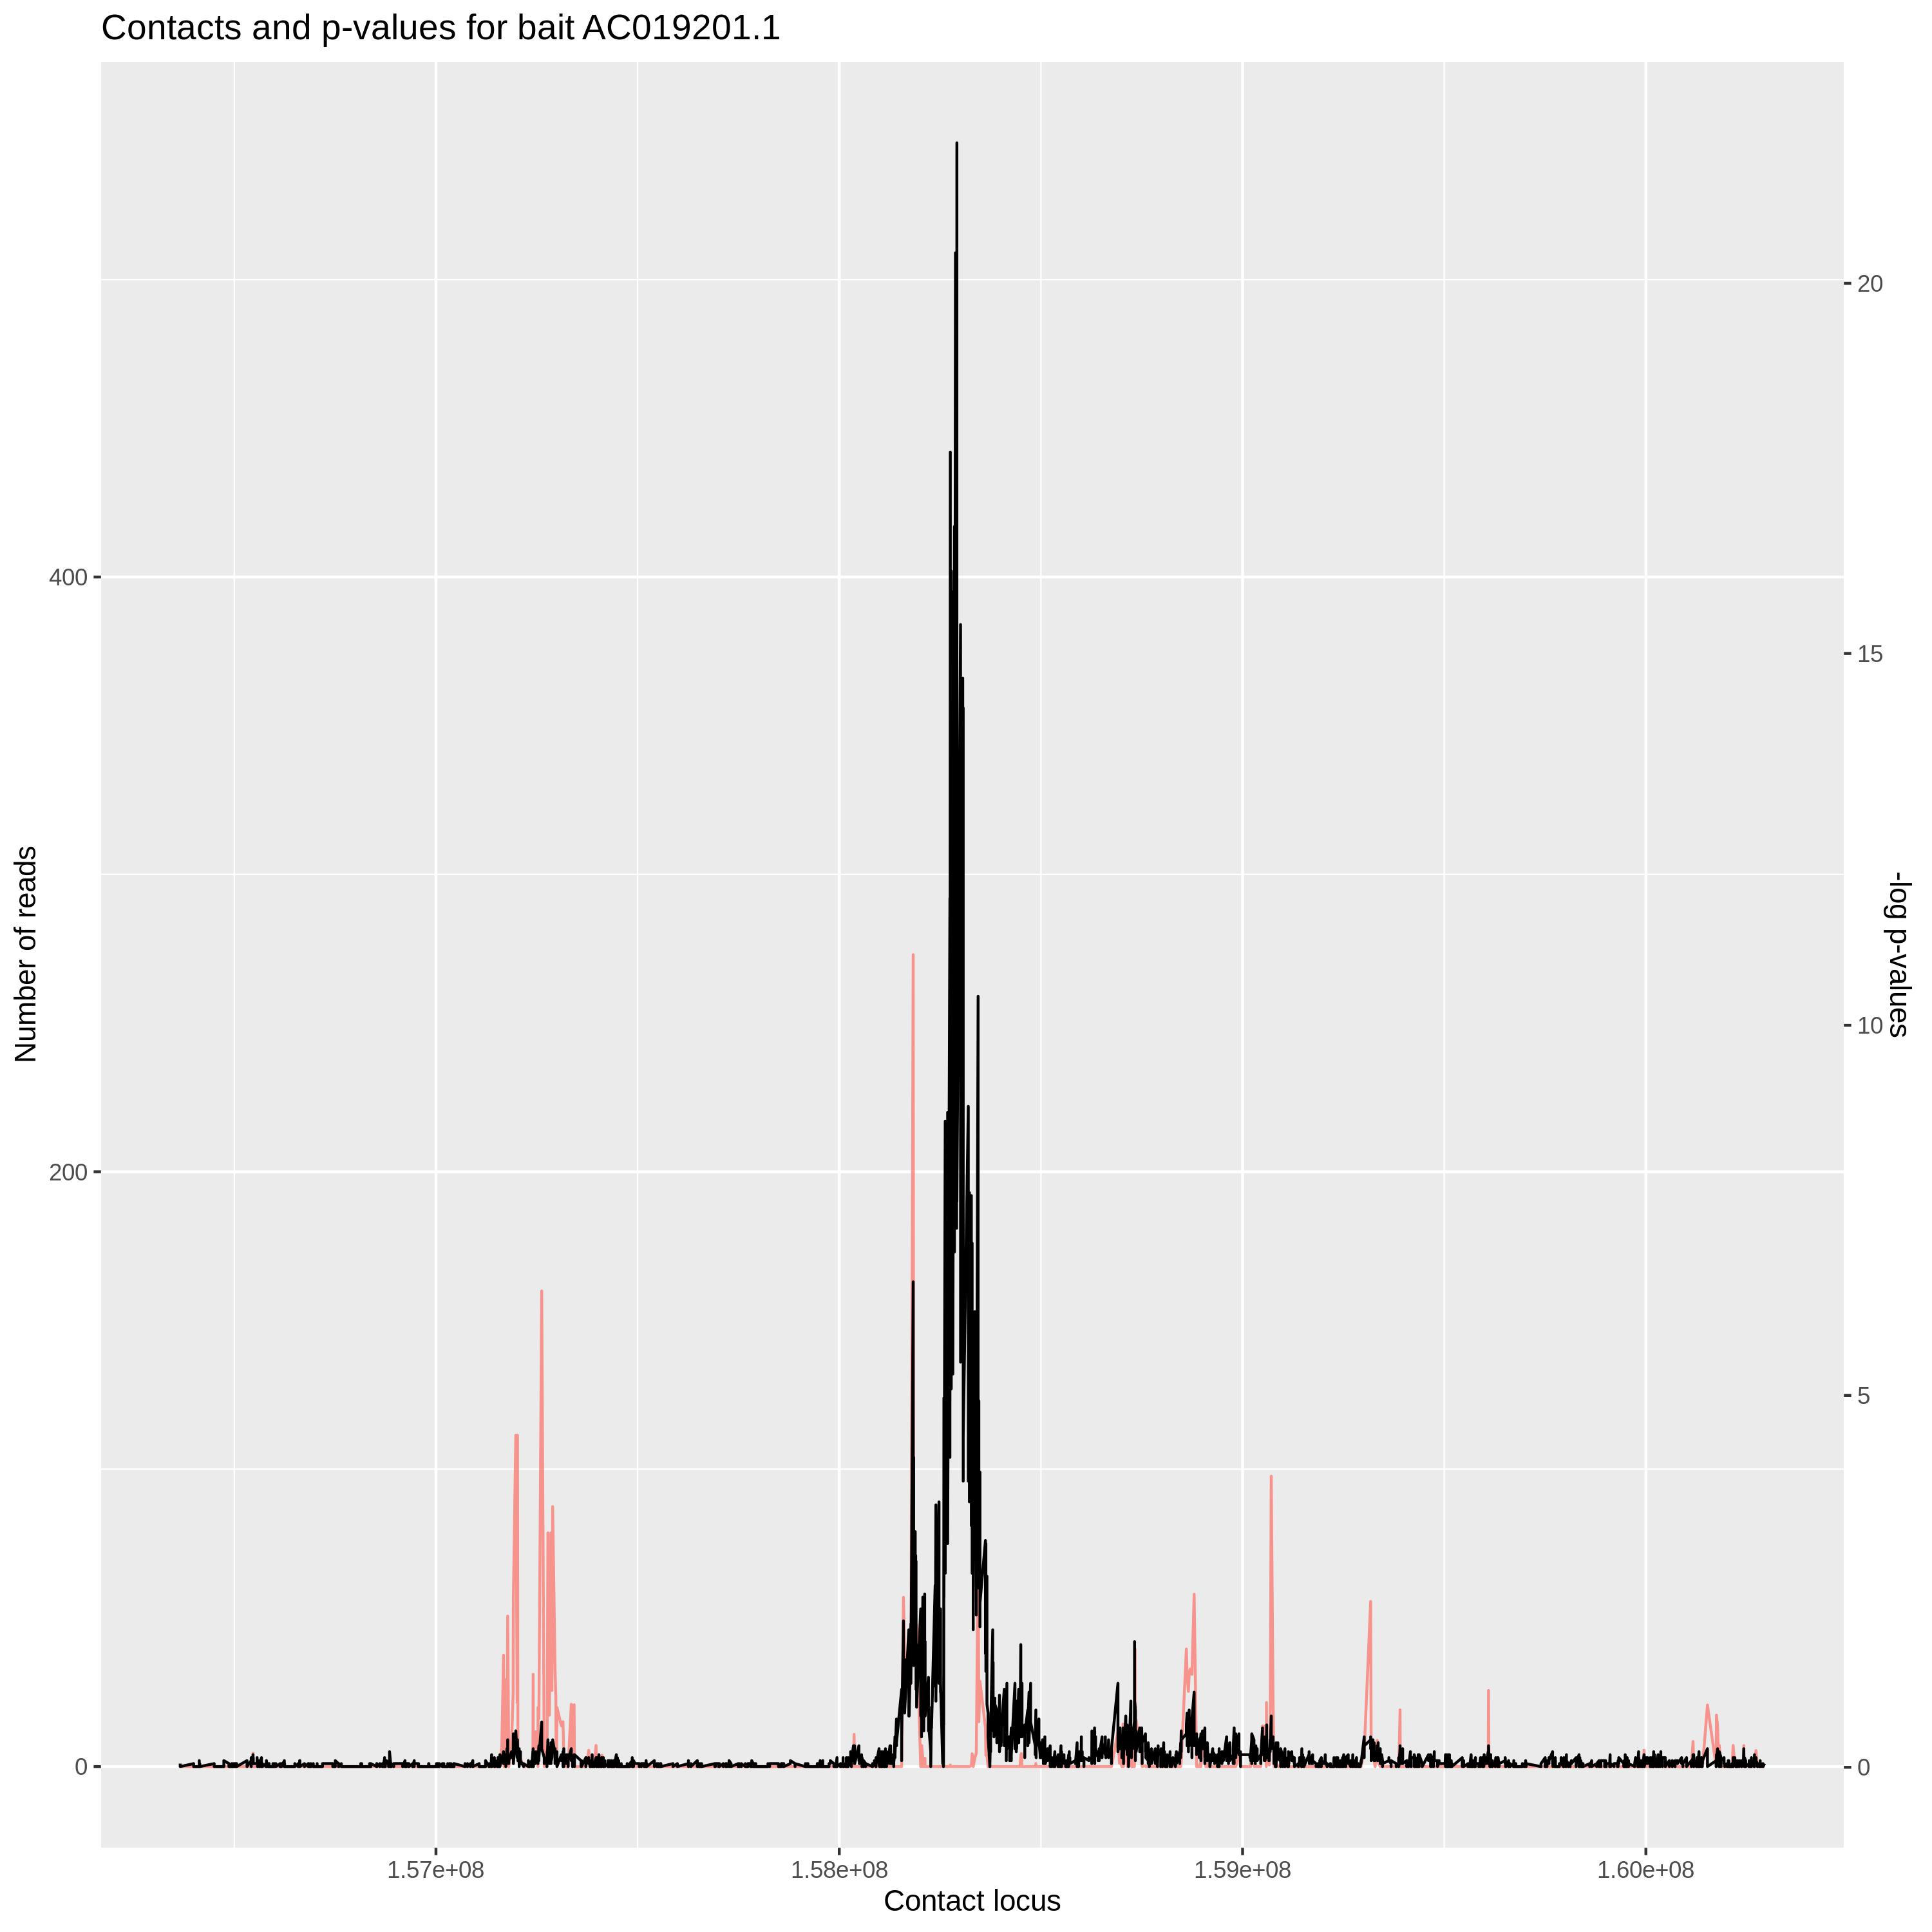 Contacts and p-values for bait AC019201.1
Number of reads
400
200
0
20
15
10
5
0
-log p-values
1.57e+08
1.58e+08
1.59e+08
1.60e+08
Contact locus